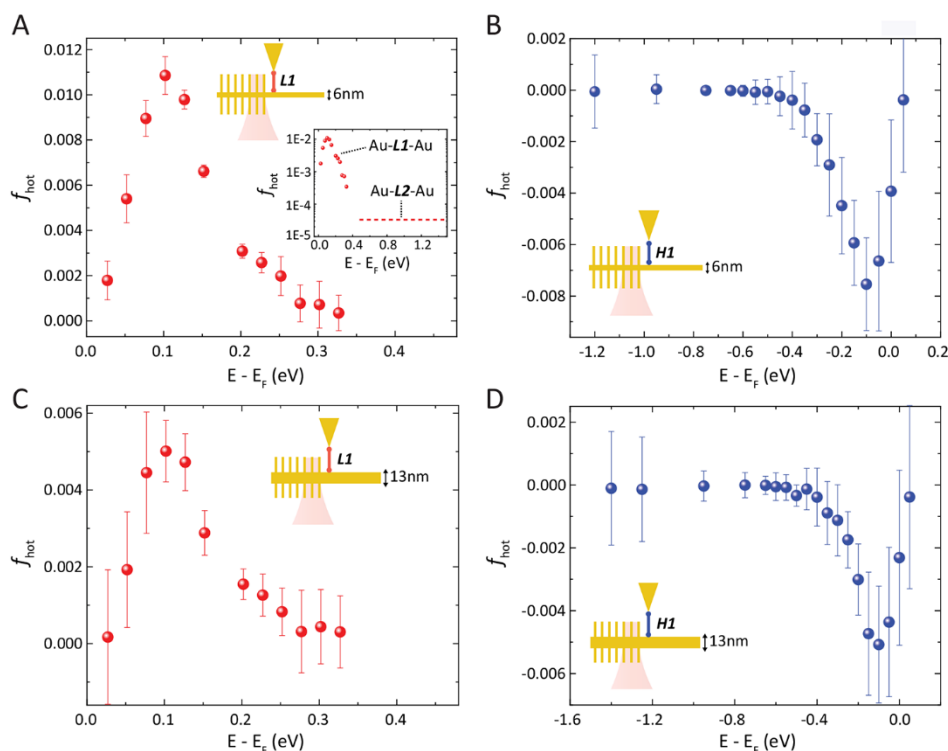 A
f_hot
0.012
0.010
0.008
0.006
0.004
0.002
0.000
0.0 0.1 0.2 0.3 0.4
E - E_F (eV)
L1
6nm
f_hot
1E-2
1E-3
1E-4
1E-5
Au-L1-Au
Au-L2-Au
0.0 0.4 0.8 1.2
E - E_F (eV)
B
f_hot
0.002
0.000
-0.002
-0.004
-0.006
-0.008
-1.2 -1.0 -0.8 -0.6 -0.4 -0.2 0.0 0.2
E - E_F (eV)
H1
6nm
C
f_hot
0.006
0.004
0.002
0.000
0.0 0.1 0.2 0.3 0.4
E - E_F (eV)
L1
13nm
D
f_hot
0.002
0.000
-0.002
-0.004
-0.006
-1.6 -1.2 -0.8 -0.4 -0.0
E - E_F (eV)
H1
13nm